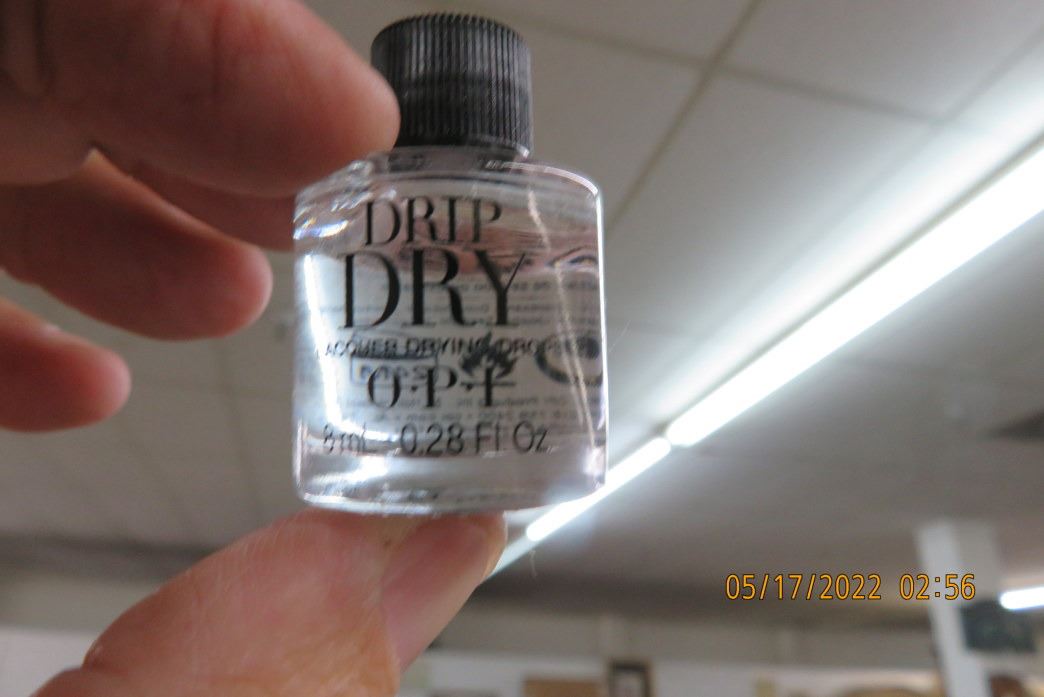 DRIP
DRY
LACQUER DRYING DROPS
O·P·I
8 mL - 0.28 Fl Oz
05/17/2022 02:56